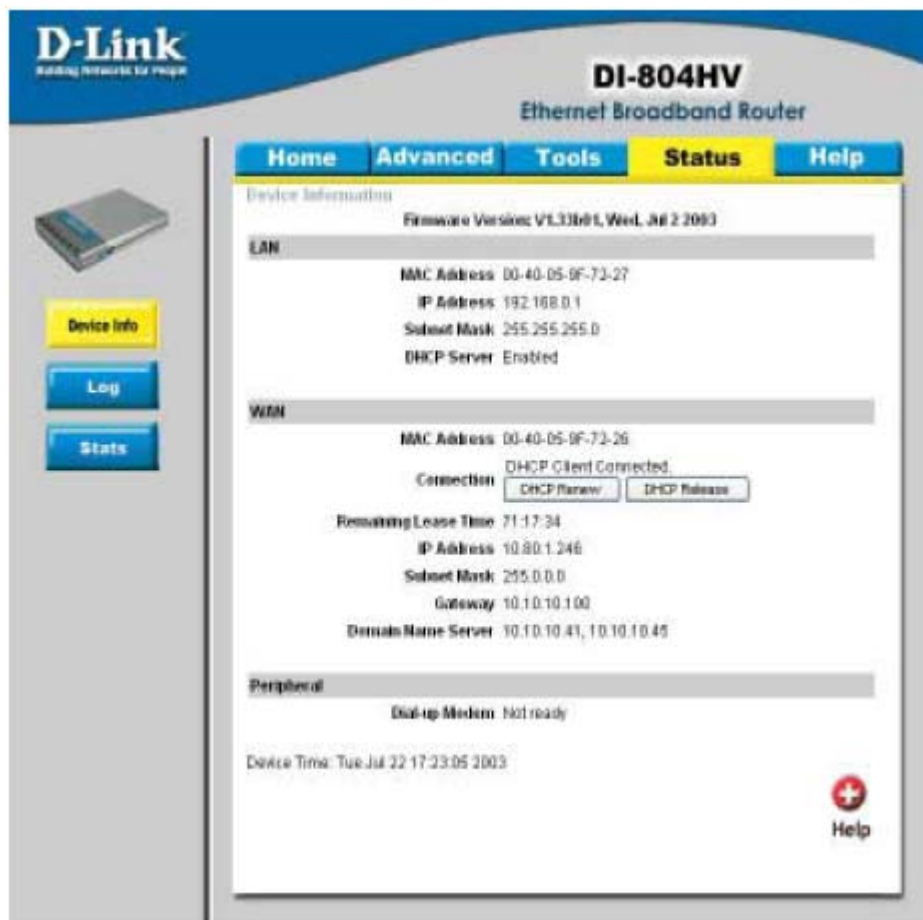 D-Link
Building Networks for People
DI-804HV
Ethernet Broadband Router
Home Advanced Tools Status Help
Device Information
Firmware Version: V1.33b01, Wed, Jul 2 2003
LAN
MAC Address 00-40-05-9F-72-27
IP Address 192.168.0.1
Subnet Mask 255.255.255.0
DHCP Server Enabled
Device Info
Log
Stats
WAN
MAC Address 00-40-05-9F-72-26
Connection DHCP Client Connected.
DHCP Renew DHCP Release
Remaining Lease Time 71:17:34
IP Address 10.80.1.246
Subnet Mask 255.0.0.0
Gateway 10.10.10.100
Domain Name Server 10.10.10.41, 10.10.10.45
Peripheral
Dial-up Modem Not ready
Device Time: Tue Jul 22 17:23:05 2003
Help